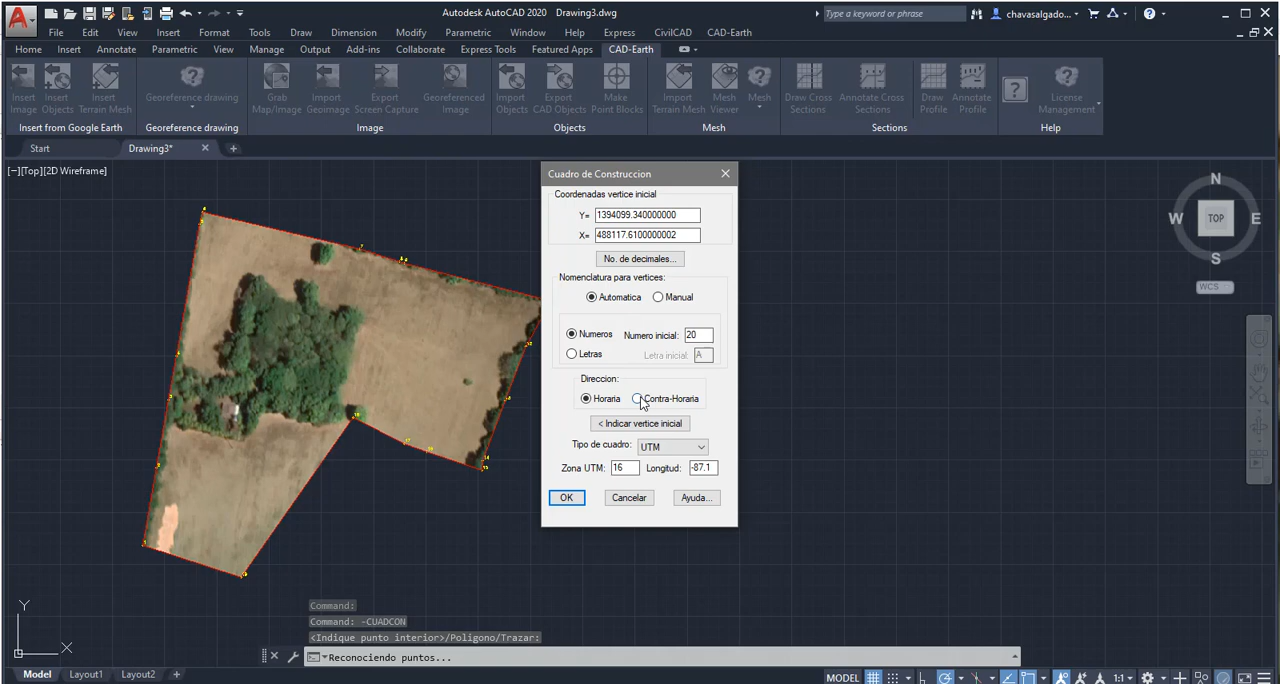 Autodesk AutoCAD 2020 Drawing3.dwg
Type a keyword or phrase
chavasalgado...
File Edit View Insert Format Tools Draw Dimension Modify Parametric Window Help Express CivilCAD CAD-Earth
Home Insert Annotate Parametric View Manage Output Add-ins Collaborate Express Tools Featured Apps CAD-Earth
Insert Image
Insert Objects
Insert Terrain Mesh
Georeference drawing
Grab Map/Image
Import Geoimage
Export Screen Capture
Georeferenced Image
Import Objects
Export CAD Objects
Make Point Blocks
Import Terrain Mesh
Mesh Viewer
Mesh
Draw Cross Sections
Annotate Cross Sections
Draw Profile
Annotate Profile
License Management
Insert from Google Earth Georeference drawing Image Objects Mesh Sections Help
Start Drawing3*
[−][Top][2D Wireframe]
N
W TOP E
S
WCS
Cuadro de Construccion
Coordenadas vertice inicial
Y= 1394099.340000000
X= 488117.6100000002
No. de decimales...
Nomenclatura para vertices:
Automatica Manual
Numeros Numero inicial: 20
Letras Letra inicial: A
Direccion:
Horaria Contra-Horaria
< Indicar vertice inicial
Tipo de cuadro: UTM
Zona UTM: 16 Longitud: -87.1
OK Cancelar Ayuda...
Y
X
Command:
Command: -CUADCON
<Indique punto interior>/Poligono/Trazar:
Reconociendo puntos...
Model Layout1 Layout2 +
MODEL 1:1